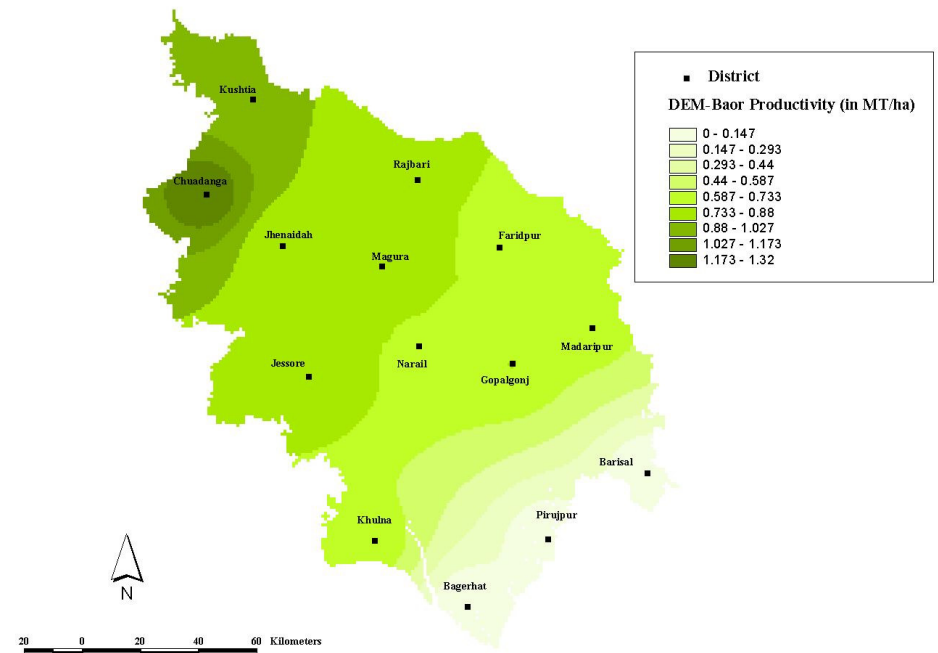 Kushtia
Chuadanga
Rajbari
Jhenaidah
Magura
Faridpur
Jessore
Narail
Gopalgonj
Madaripur
Barisal
Khulna
Pirujpur
Bagerhat
District
DEM-Baor Productivity (in MT/ha)
0 - 0.147
0.147 - 0.293
0.293 - 0.44
0.44 - 0.587
0.587 - 0.733
0.733 - 0.88
0.88 - 1.027
1.027 - 1.173
1.173 - 1.32
N
20 0 20 40 60 Kilometers